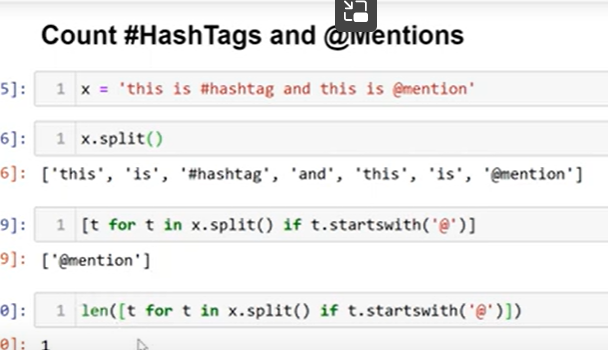 Count #HashTags and @Mentions
5]: 1 x = 'this is #hashtag and this is @mention'
6]: 1 x.split()
6]: ['this', 'is', '#hashtag', 'and', 'this', 'is', '@mention']
9]: 1 [t for t in x.split() if t.startswith('@')]
9]: ['@mention']
0]: 1 len([t for t in x.split() if t.startswith('@')])
0]: 1